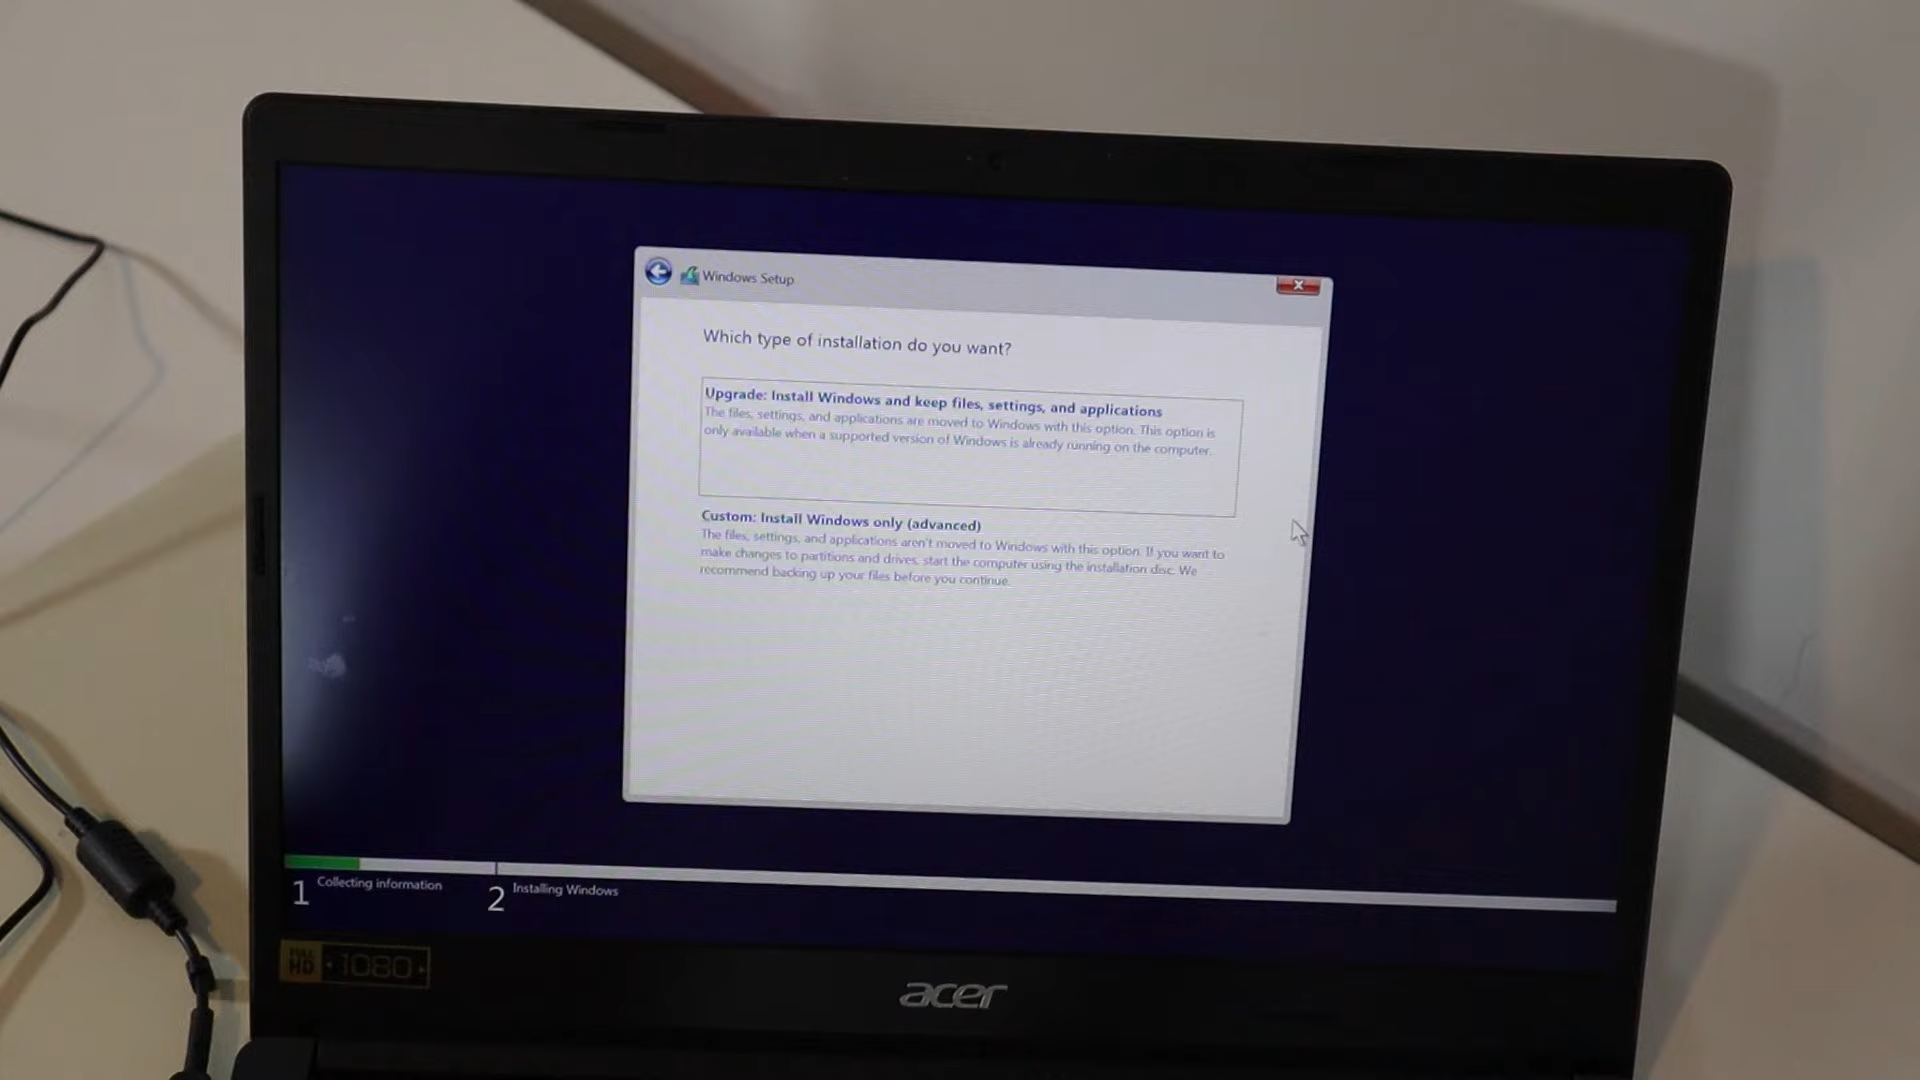 Windows Setup
Which type of installation do you want?
Upgrade: Install Windows and keep files, settings, and applications
The files, settings, and applications are moved to Windows with this option. This option is
only available when a supported version of Windows is already running on the computer.
Custom: Install Windows only (advanced)
The files, settings, and applications aren't moved to Windows with this option. If you want to
make changes to partitions and drives, start the computer using the installation disc. We
recommend backing up your files before you continue.
1 Collecting information
2 Installing Windows
FULL
HD 1080
acer